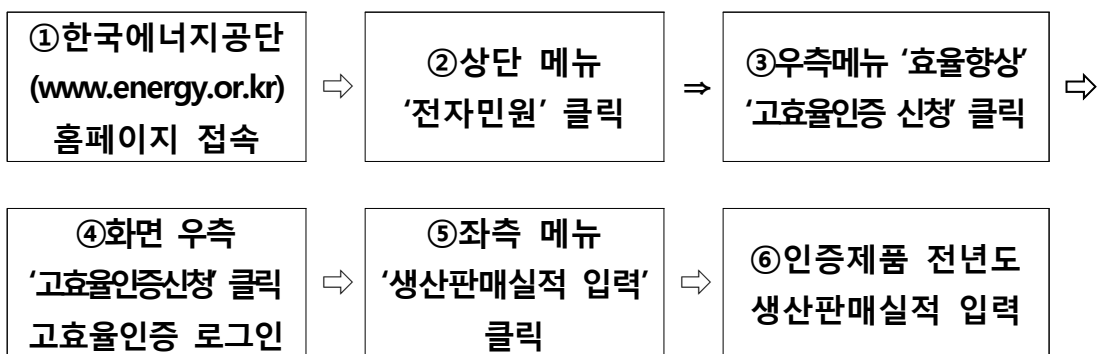 ①한국에너지공단
(www.energy.or.kr)
홈페이지 접속
⇨
②상단 메뉴
'전자민원' 클릭
⇒
③우측메뉴 '효율향상'
'고효율인증 신청' 클릭
⇨
④화면 우측
'고효율인증신청' 클릭
고효율인증 로그인
⇨
⑤좌측 메뉴
'생산판매실적 입력'
클릭
⇨
⑥인증제품 전년도
생산판매실적 입력